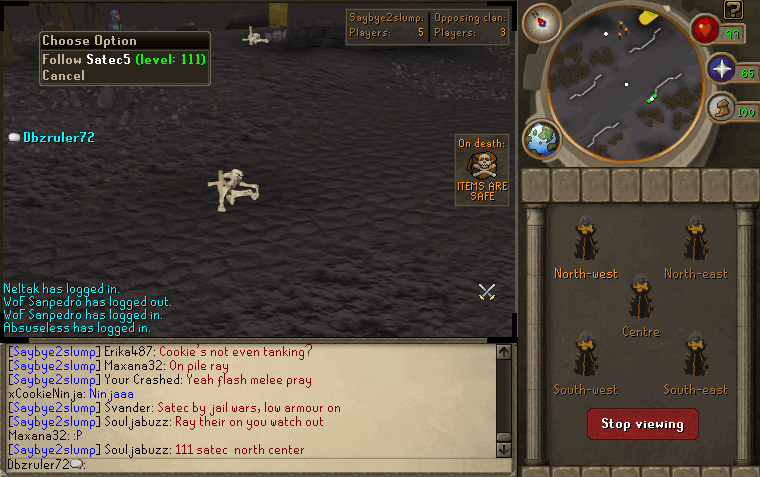 Choose Option
Follow Satec5 (level: 111)
Cancel
Saybye2slump: Opposing clan:
Players: 5 Players: 3
?
99
65
100
Dbzruler72
On death:
ITEMS ARE
SAFE
North-west North-east
Centre
South-west South-east
Stop viewing
Neltak has logged in.
WoF Sanpedro has logged out.
WoF Sanpedro has logged in.
Absuseless has logged in.
[Saybye2slump] Erika487: Cookie's not even tanking?
[Saybye2slump] Maxana32: On pile ray
[Saybye2slump] Your Crashed: Yeah flash melee pray
xCookieNinja: Ninjaaa
[Saybye2slump] Svander: Satec by jail wars, low armour on
[Saybye2slump] Souljabuzz: Ray their on you watch out
Maxana32: :P
[Saybye2slump] Souljabuzz: 111 satec north center
Dbzruler72: